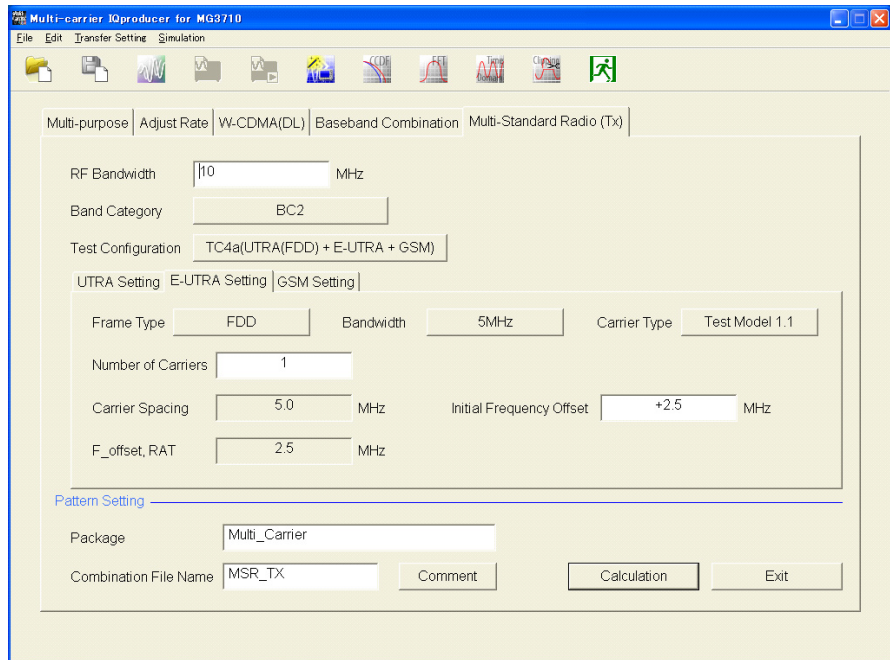 Multi-carrier IQproducer for MG3710
File Edit Transfer Setting Simulation
CCDF FFT Time Domain Clipping
Multi-purpose Adjust Rate W-CDMA(DL) Baseband Combination Multi-Standard Radio (Tx)
RF Bandwidth 10 MHz
Band Category BC2
Test Configuration TC4a(UTRA(FDD) + E-UTRA + GSM)
UTRA Setting E-UTRA Setting GSM Setting
Frame Type FDD Bandwidth 5MHz Carrier Type Test Model 1.1
Number of Carriers 1
Carrier Spacing 5.0 MHz Initial Frequency Offset +2.5 MHz
F_offset, RAT 2.5 MHz
Pattern Setting
Package Multi_Carrier
Combination File Name MSR_TX Comment Calculation Exit